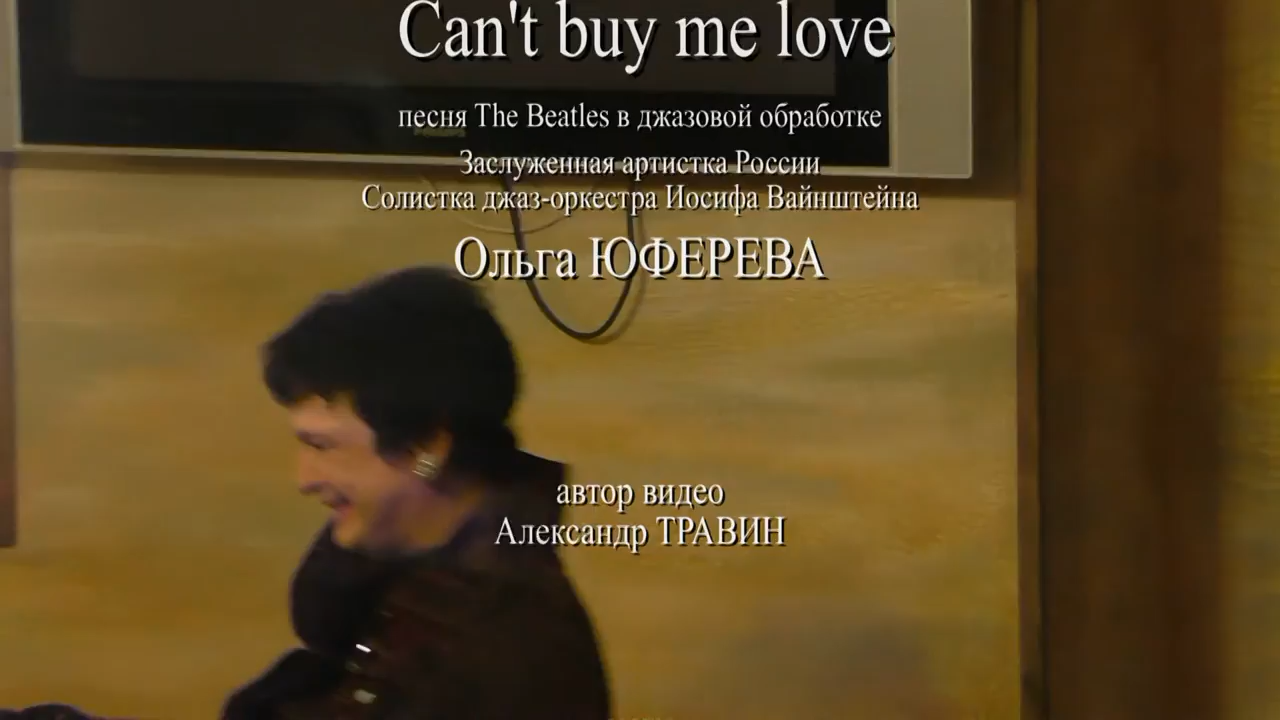 Can't buy me love
песня The Beatles в джазовой обработке
Заслуженная артистка России
Солистка джаз-оркестра Иосифа Вайнштейна
Ольга ЮФЕРЕВА
автор видео
Александр ТРАВИН